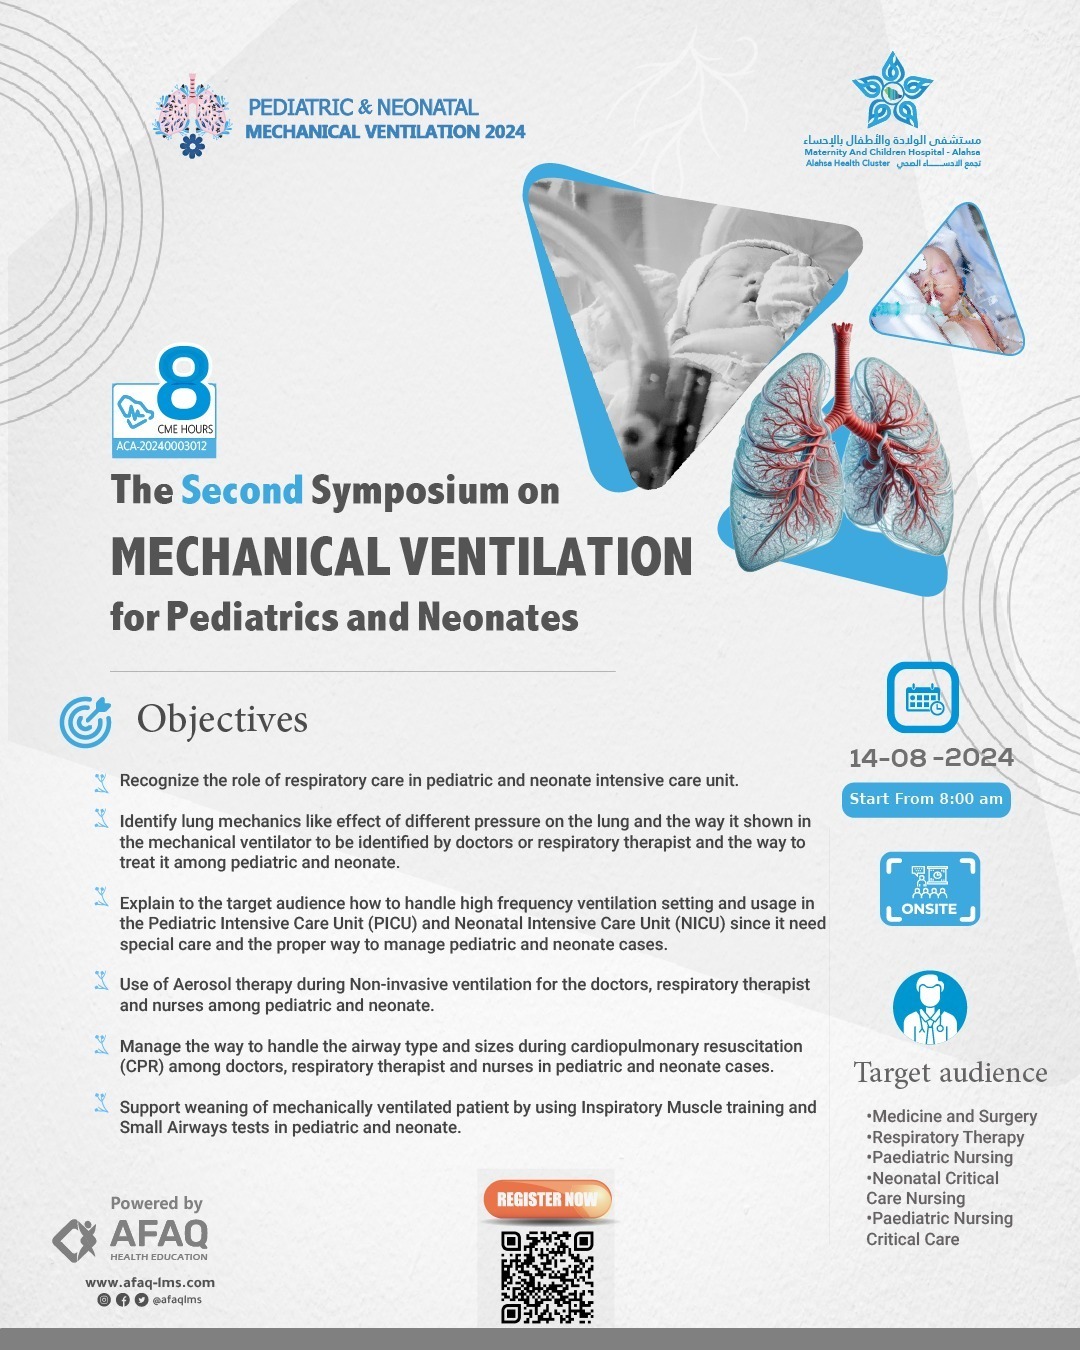 PEDIATRIC & NEONATAL
MECHANICAL VENTILATION 2024
مستشفى الولادة والأطفال بالإحساء
Maternity And Children Hospital - Alahsa
Alahsa Health Cluster تجمع الاحســـاء الصحي
8
CME HOURS
ACA-20240003012
The Second Symposium on
MECHANICAL VENTILATION
for Pediatrics and Neonates
Objectives
Recognize the role of respiratory care in pediatric and neonate intensive care unit.
Identify lung mechanics like effect of different pressure on the lung and the way it shown in
the mechanical ventilator to be identified by doctors or respiratory therapist and the way to
treat it among pediatric and neonate.
Explain to the target audience how to handle high frequency ventilation setting and usage in
the Pediatric Intensive Care Unit (PICU) and Neonatal Intensive Care Unit (NICU) since it need
special care and the proper way to manage pediatric and neonate cases.
Use of Aerosol therapy during Non-invasive ventilation for the doctors, respiratory therapist
and nurses among pediatric and neonate.
Manage the way to handle the airway type and sizes during cardiopulmonary resuscitation
(CPR) among doctors, respiratory therapist and nurses in pediatric and neonate cases.
Support weaning of mechanically ventilated patient by using Inspiratory Muscle training and
Small Airways tests in pediatric and neonate.
14-08 -2024
Start From 8:00 am
ONSITE
Target audience
•Medicine and Surgery
•Respiratory Therapy
•Paediatric Nursing
•Neonatal Critical
Care Nursing
•Paediatric Nursing
Critical Care
Powered by
AFAQ
HEALTH EDUCATION
www.afaq-lms.com
@afaqlms
REGISTER NOW